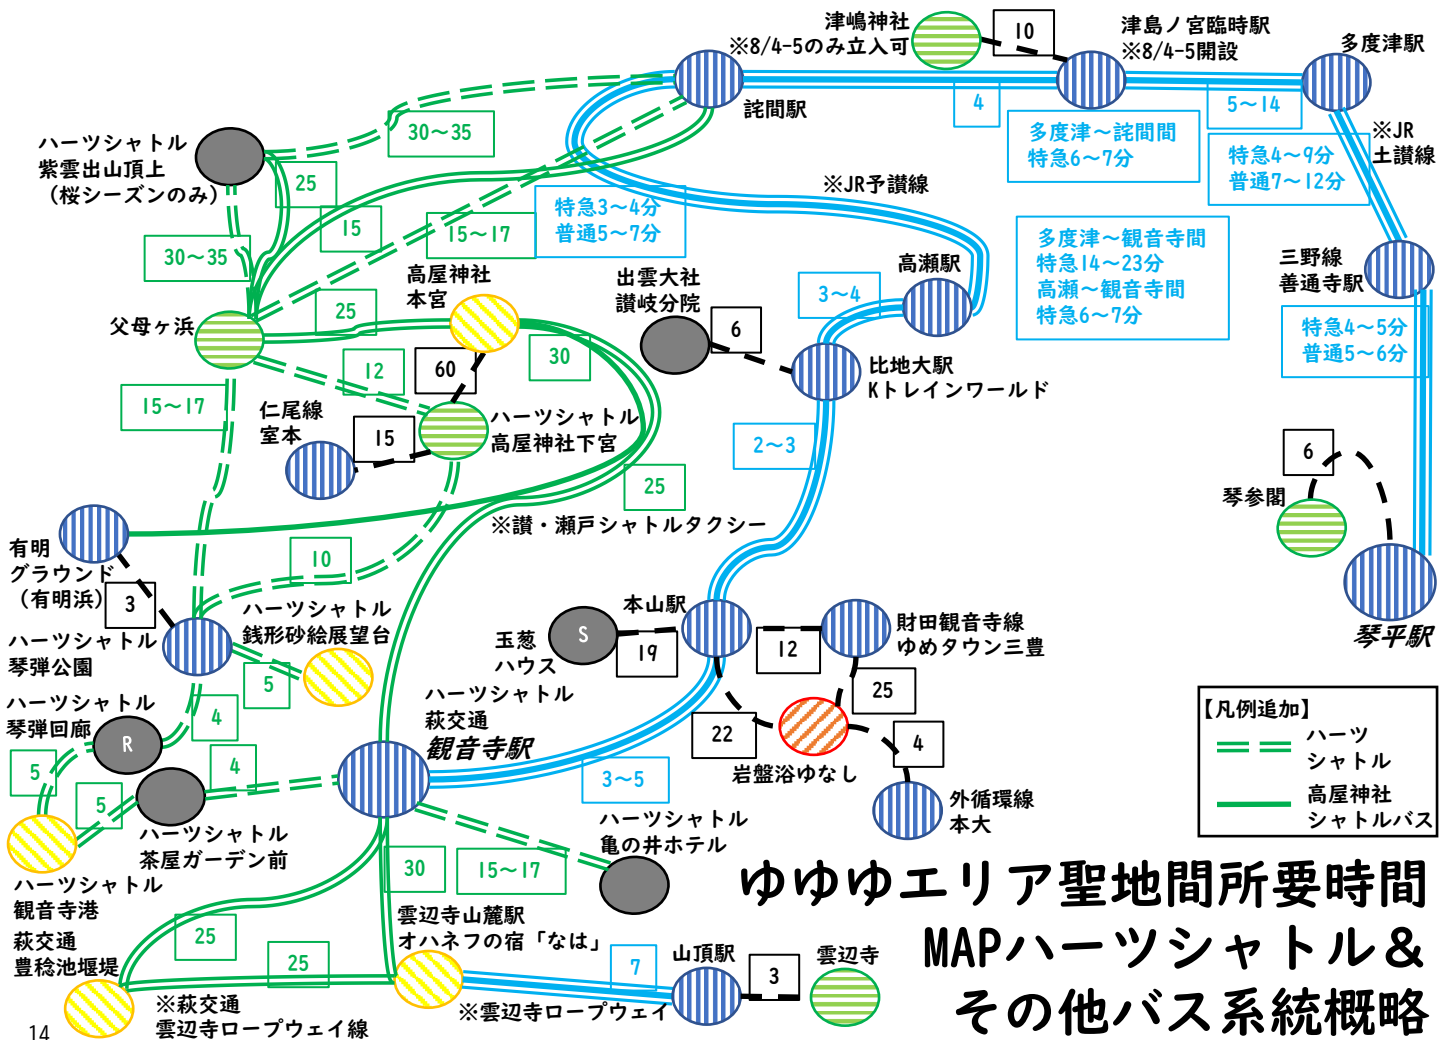 津嶋神社
※8/4-5のみ立入可
10
津島ノ宮臨時駅
※8/4-5開設
多度津駅
詫間駅
4
5～14
30～35
ハーツシャトル
紫雲出山頂上
（桜シーズンのみ）
25
多度津～詫間間
特急6～7分
特急4～9分
普通7～12分
※JR
土讃線
※JR予讃線
特急3～4分
普通5～7分
15
15～17
30～35
多度津～観音寺間
特急14～23分
高瀬～観音寺間
特急6～7分
三野線
善通寺駅
高屋神社
本宮
出雲大社
讃岐分院
高瀬駅
3～4
25
父母ヶ浜
6
30
特急4～5分
普通5～6分
12
60
比地大駅
Kトレインワールド
15～17
仁尾線
室本
15
ハーツシャトル
高屋神社下宮
2～3
6
琴参閣
25
※讃・瀬戸シャトルタクシー
有明
グラウンド
（有明浜）
10
3
ハーツシャトル
銭形砂絵展望台
本山駅
玉葱
ハウス
S
19
12
財田観音寺線
ゆめタウン三豊
琴平駅
ハーツシャトル
琴弾公園
5
25
ハーツシャトル
萩交通
観音寺駅
ハーツシャトル
琴弾回廊
4
R
22
4
【凡例追加】
ハーツ
シャトル
高屋神社
シャトルバス
5
4
5
3～5
岩盤浴ゆなし
外循環線
本大
ハーツシャトル
茶屋ガーデン前
ハーツシャトル
亀の井ホテル
30
15～17
ハーツシャトル
観音寺港
ゆゆゆエリア聖地間所要時間
MAPハーツシャトル＆
その他バス系統概略
萩交通
豊稔池堰堤
25
25
雲辺寺山麓駅
オハネフの宿「なは」
7
山頂駅
3
雲辺寺
※萩交通
雲辺寺ロープウェイ線
※雲辺寺ロープウェイ
14